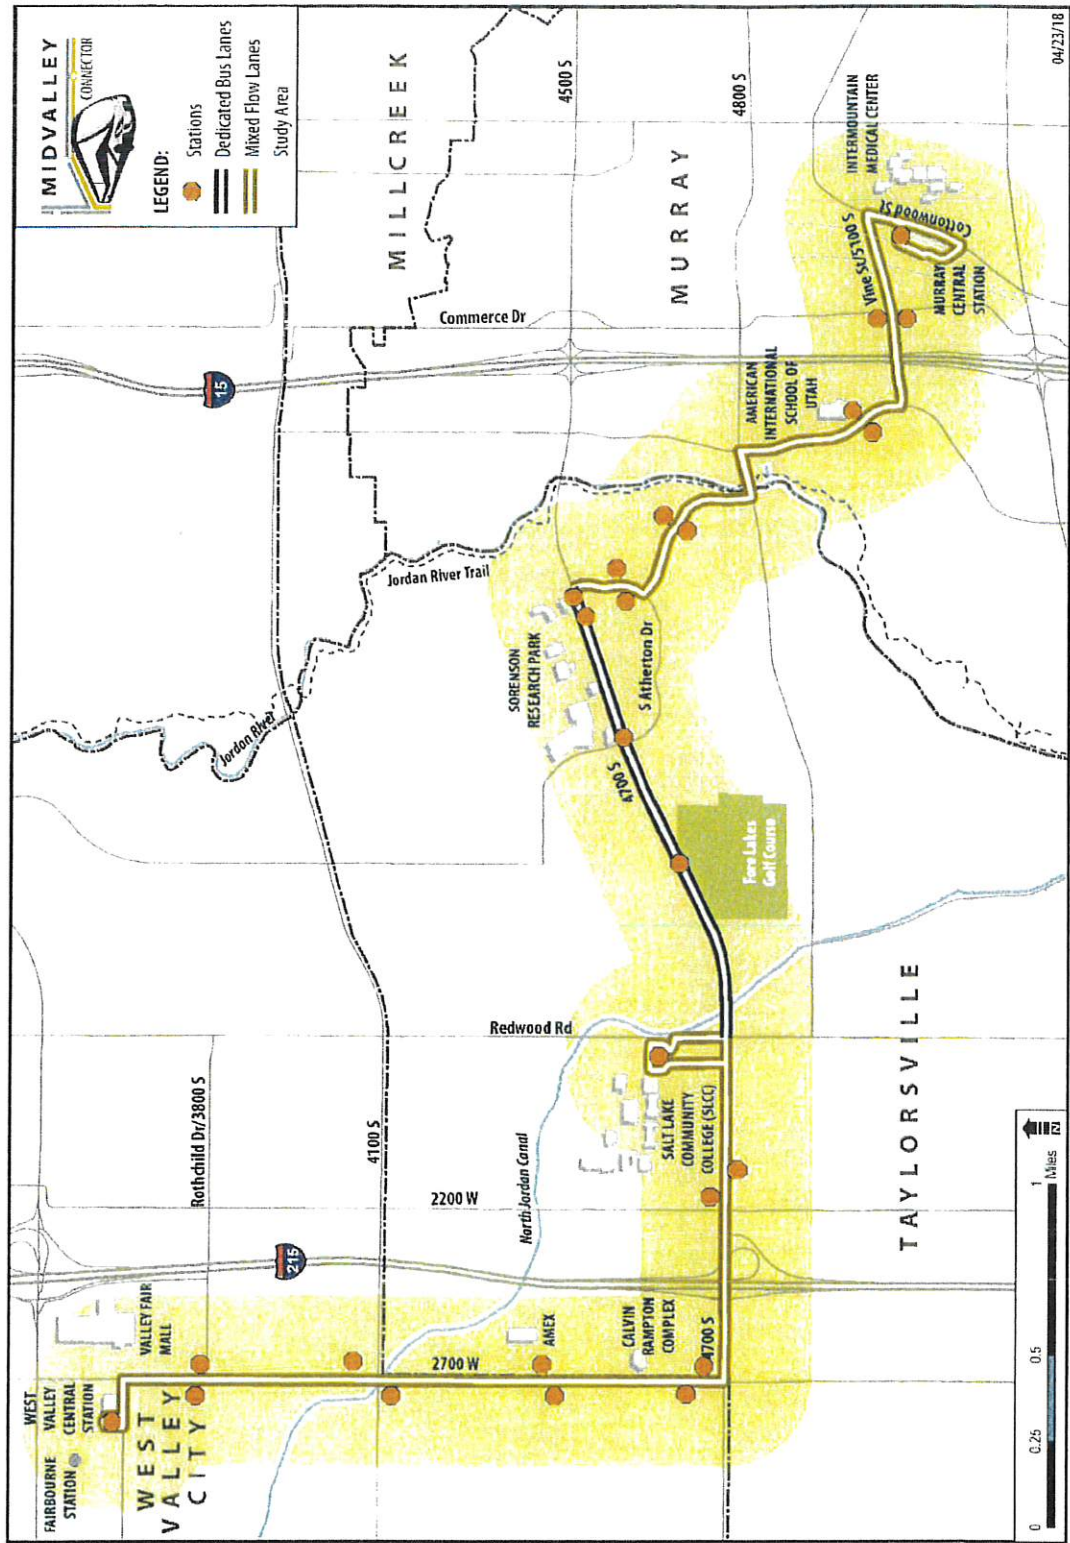 MIDVALLEY
CONNECTOR
LEGEND:
Stations
Dedicated Bus Lanes
Mixed Flow Lanes
Study Area
WEST
VALLEY
CENTRAL
STATION
FAIRBOURNE
STATION
WEST
VALLEY
CITY
VALLEY FAIR
MALL
215
Rothchild Dr/3800 S
4100 S
2200 W
2700 W
North Jordan Canal
AMEX
CALVIN
RAMPTON
COMPLEX
4700 S
SALT LAKE
COMMUNITY
COLLEGE (SLCC)
Redwood Rd
TAYLORSVILLE
Fore Lakes
Golf Course
4700 S
S Atherton Dr
SORENSON
RESEARCH PARK
Jordon River
Jordan River Trail
15
Commerce Dr
MILLCREEK
4500 S
MURRAY
4800 S
AMERICAN
INTERNATIONAL
SCHOOL OF
UTAH
Vine St/5100 S
Cottonwood St
MURRAY
CENTRAL
STATION
INTERMOUNTAIN
MEDICAL CENTER
0 0.25 0.5 1
Miles
N
04/23/18